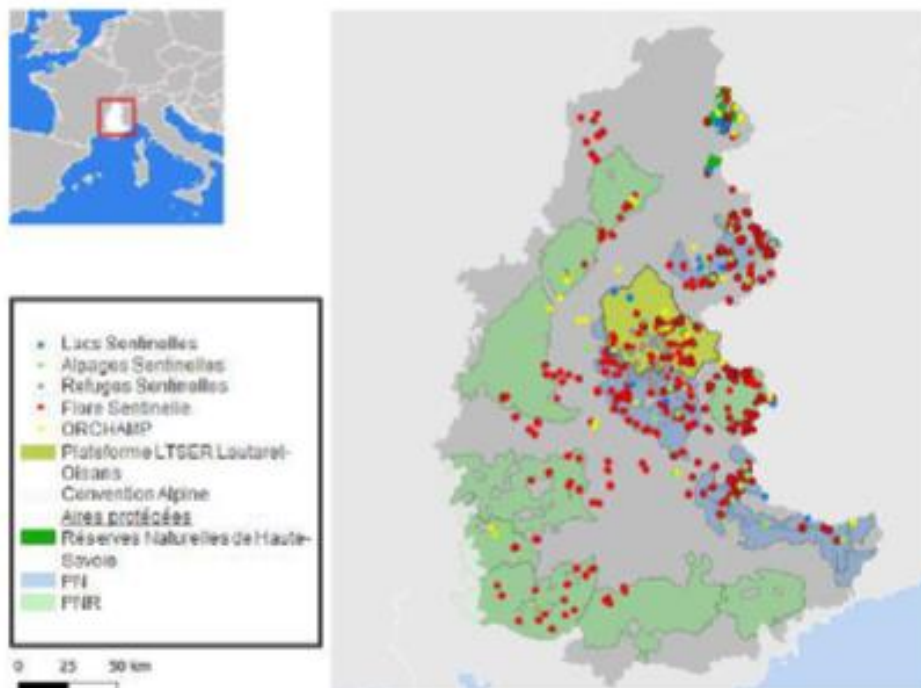 Lacs Sentinelles
Alpages Sentinelles
Refuges Sentinelles
Flore Sentinelle
ORCHAMP
Plateforme LTSER Lautaret-
Oisans
Convention Alpine
Aires protégées
Réserves Naturelles de Haute-
Savoie
PN
PNR
0 25 50 km